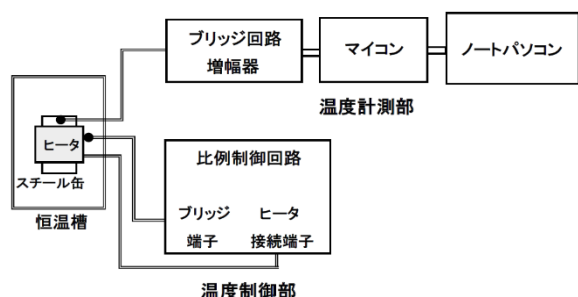 ブリッジ回路
増幅器
マイコン
ノートパソコン
温度計測部
ヒータ
スチール缶
恒温槽
比例制御回路
ブリッジ ヒータ
端子 接続端子
温度制御部